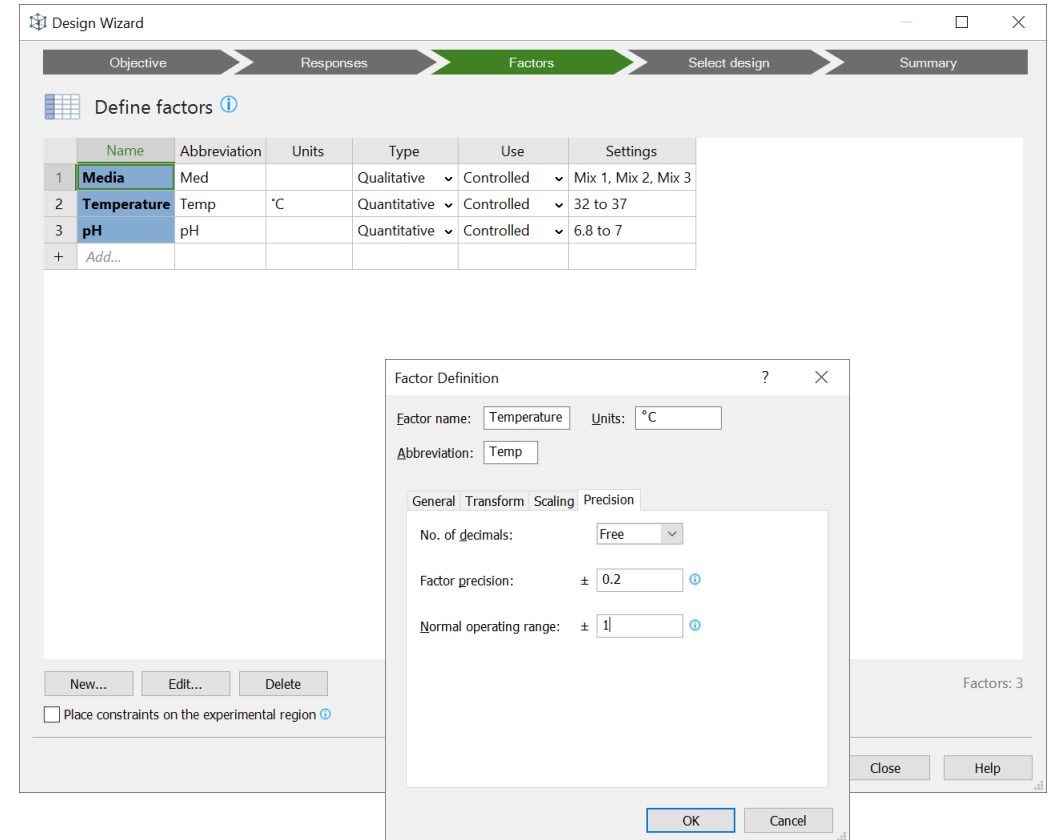 Design Wizard
Objective Responses Factors Select design Summary
Define factors
Name Abbreviation Units Type Use Settings
1 Media Med Qualitative Controlled Mix 1, Mix 2, Mix 3
2 Temperature Temp °C Quantitative Controlled 32 to 37
3 pH pH Quantitative Controlled 6.8 to 7
+ Add...
Factor Definition ?
Factor name: Temperature Units: °C
Abbreviation: Temp
General Transform Scaling Precision
No. of decimals: Free
Factor precision: ± 0.2
Normal operating range: ± 1
New... Edit... Delete Factors: 3
Place constraints on the experimental region
Close Help
OK Cancel